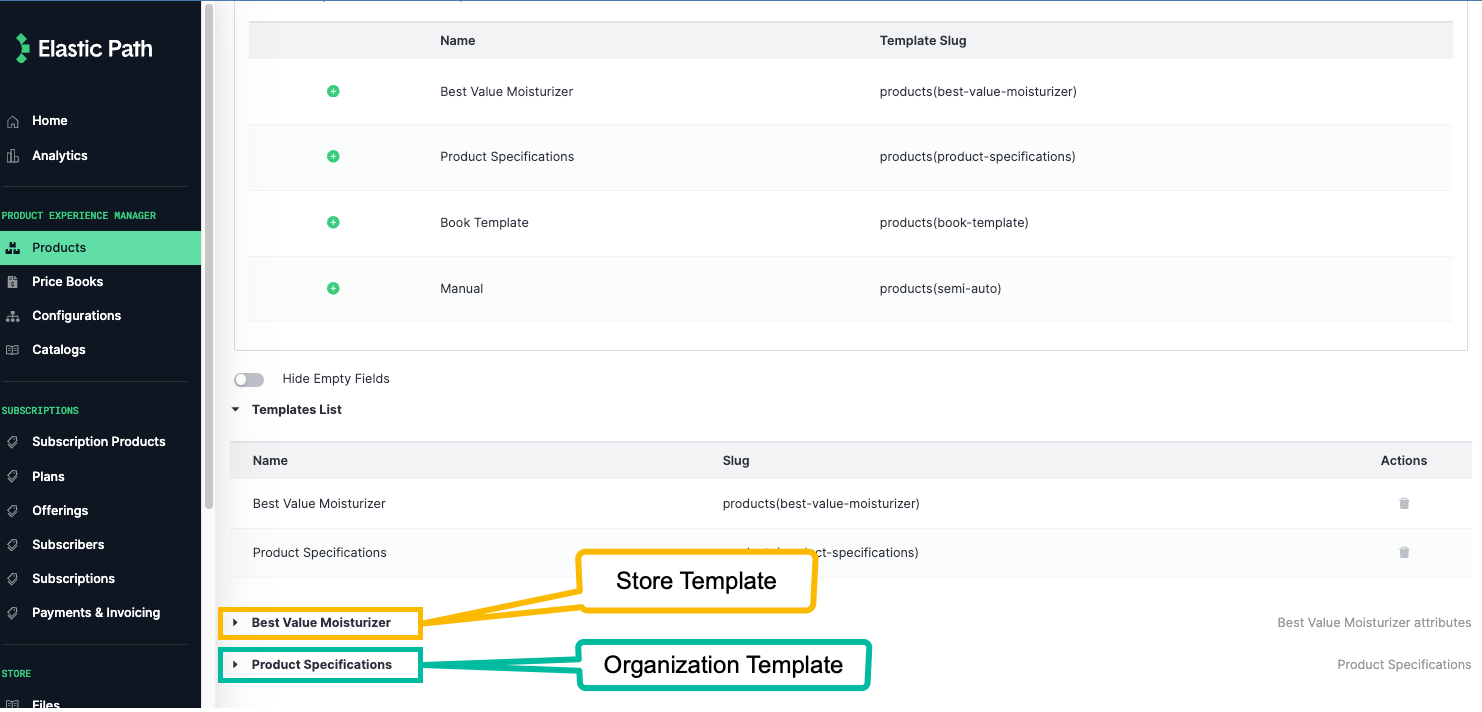 Elastic Path
Home
Analytics
PRODUCT EXPERIENCE MANAGER
Products
Price Books
Configurations
Catalogs
SUBSCRIPTIONS
Subscription Products
Plans
Offerings
Subscribers
Subscriptions
Payments & Invoicing
STORE
Files
Name Template Slug
Best Value Moisturizer products(best-value-moisturizer)
Product Specifications products(product-specifications)
Book Template products(book-template)
Manual products(semi-auto)
Hide Empty Fields
Templates List
Name Slug Actions
Best Value Moisturizer products(best-value-moisturizer)
Product Specifications ct-specifications)
Store Template
Best Value Moisturizer Best Value Moisturizer attributes
Organization Template
Product Specifications Product Specifications